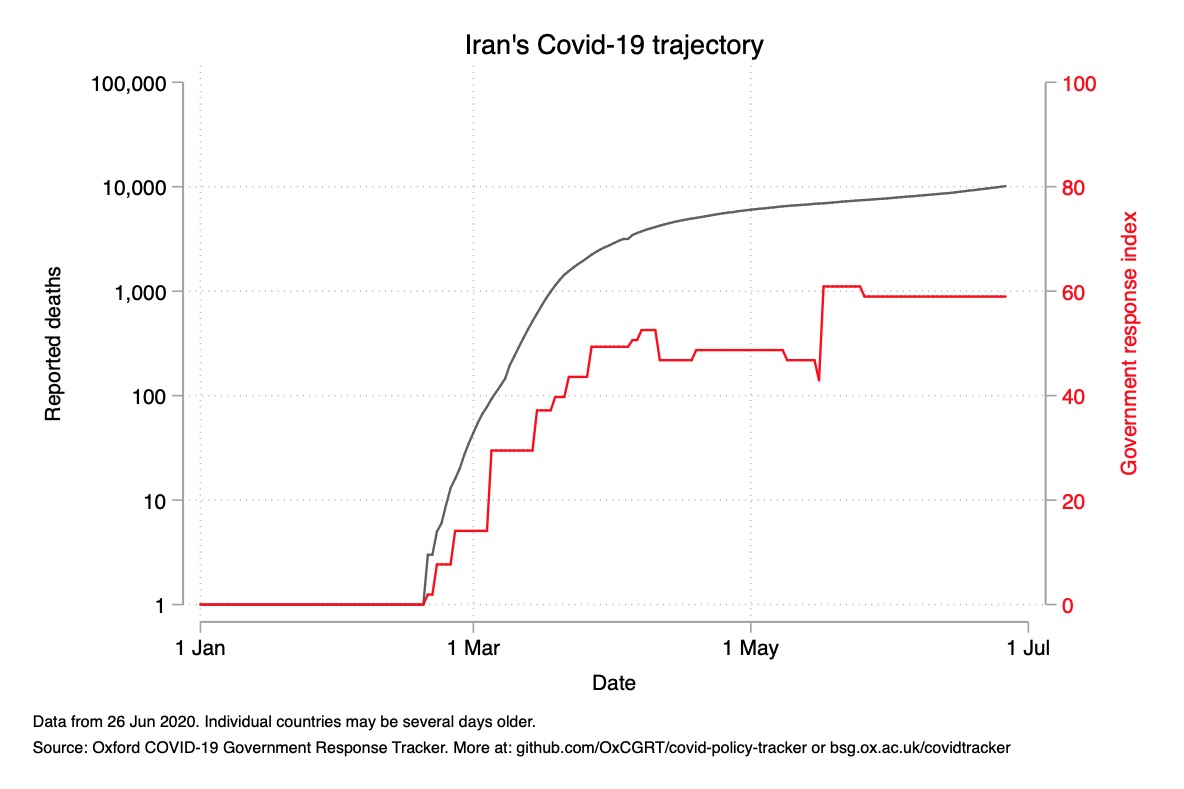 Iran's Covid-19 trajectory
100,000
10,000
1,000
100
10
1
Reported deaths
100
80
60
40
20
0
Government response index
1 Jan
1 Mar
1 May
1 Jul
Date
Data from 26 Jun 2020. Individual countries may be several days older.
Source: Oxford COVID-19 Government Response Tracker. More at: github.com/OxCGRT/covid-policy-tracker or bsg.ox.ac.uk/covidtracker